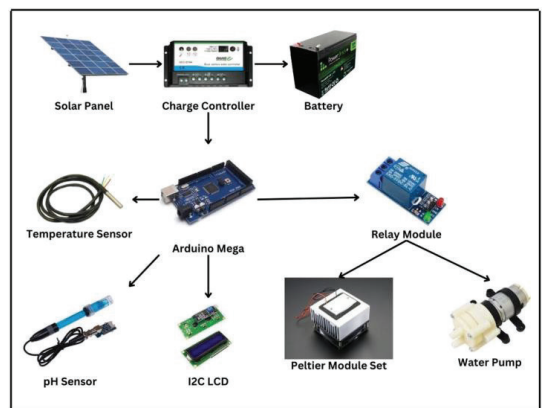 Solar Panel
Charge Controller
Battery
Temperature Sensor
Arduino Mega
Relay Module
pH Sensor
I2C LCD
Peltier Module Set
Water Pump